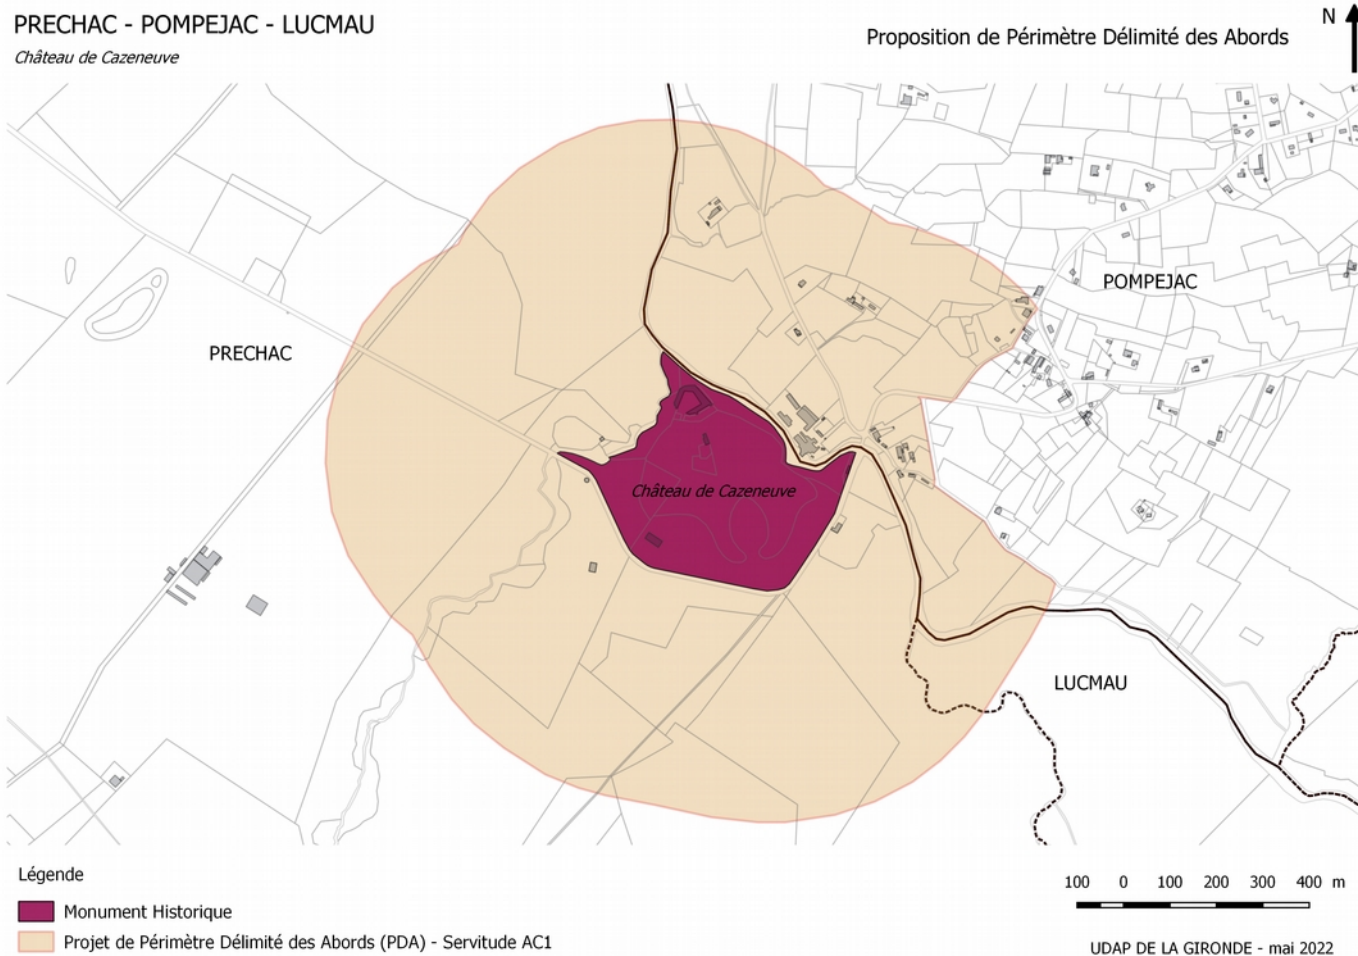 PRECHAC - POMPEJAC - LUCMAU
Château de Cazeneuve
Proposition de Périmètre Délimité des Abords
N
POMPEJAC
PRECHAC
Château de Cazeneuve
LUCMAU
Légende
Monument Historique
Projet de Périmètre Délimité des Abords (PDA) - Servitude AC1
100 0 100 200 300 400 m
UDAP DE LA GIRONDE - mai 2022